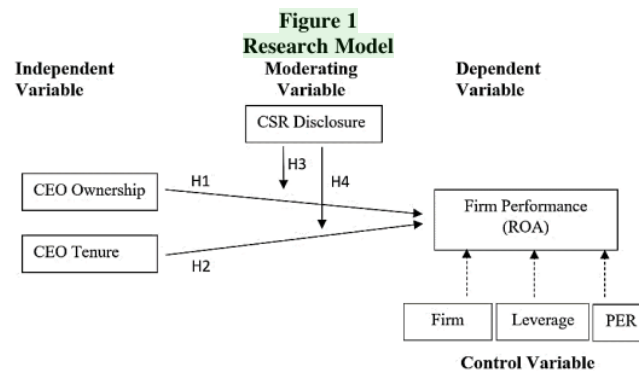 Figure 1
Research Model
Independent
Variable
Moderating
Variable
Dependent
Variable
CSR Disclosure
H3
H4
H1
CEO Ownership
Firm Performance
(ROA)
CEO Tenure
H2
Firm
Leverage
PER
Control Variable